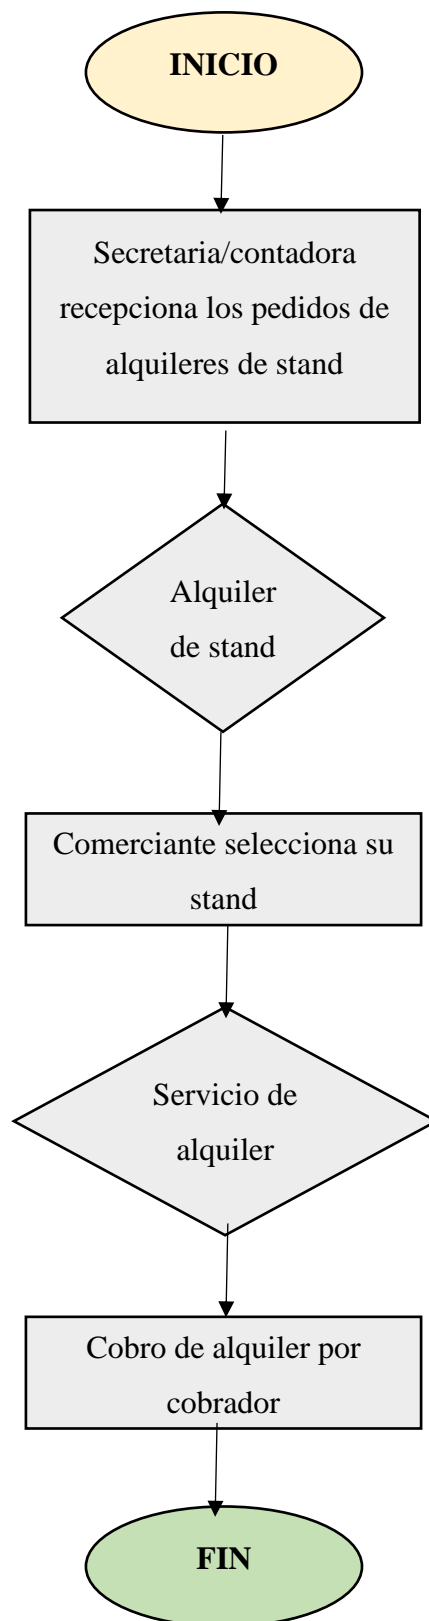 INICIO
Secretaria/contadora
recepciona los pedidos de
alquileres de stand
Alquiler
de stand
Comerciante selecciona su
stand
Servicio de
alquiler
Cobro de alquiler por
cobrador
FIN